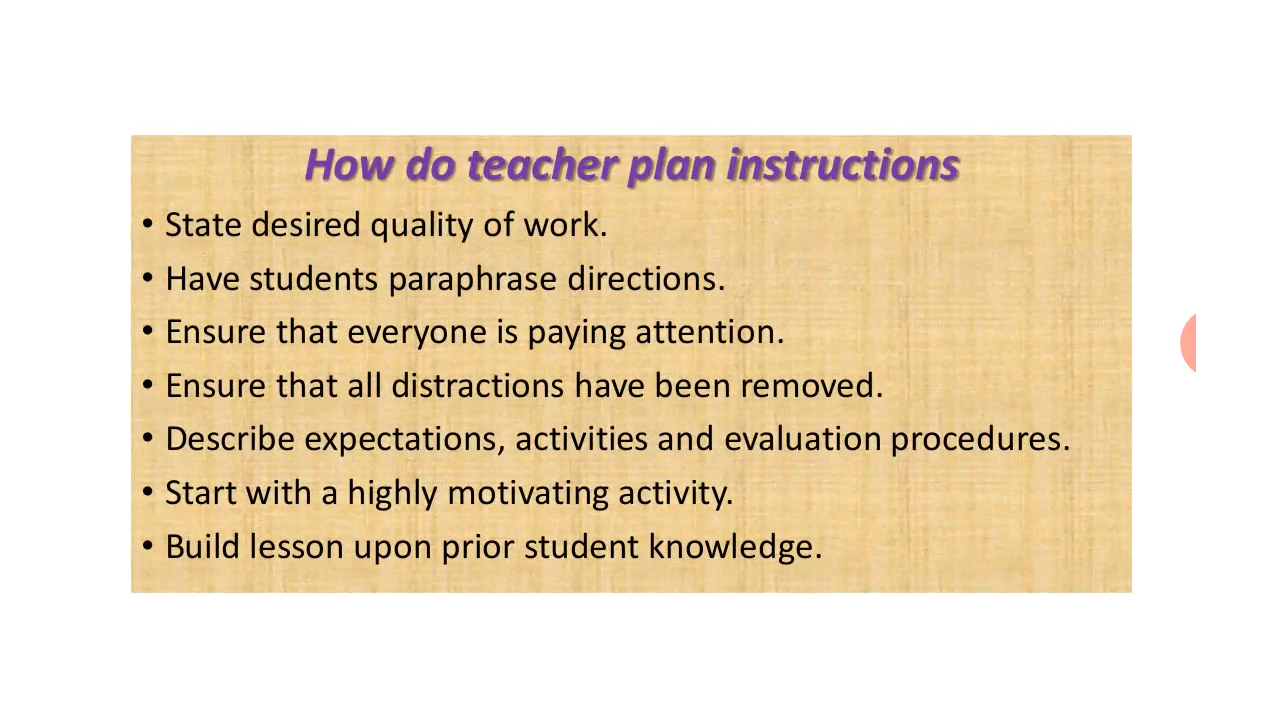 How do teacher plan instructions
• State desired quality of work.
• Have students paraphrase directions.
• Ensure that everyone is paying attention.
• Ensure that all distractions have been removed.
• Describe expectations, activities and evaluation procedures.
• Start with a highly motivating activity.
• Build lesson upon prior student knowledge.